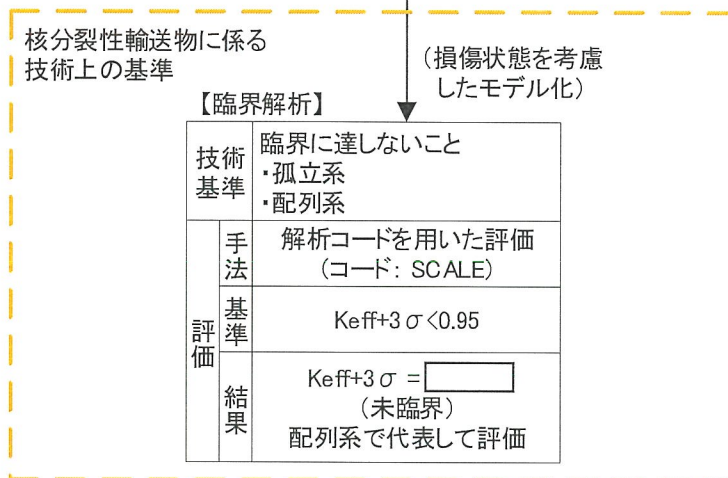 核分裂性輸送物に係る
技術上の基準
(損傷状態を考慮
したモデル化)
【臨界解析】
技術
基準
臨界に達しないこと
・孤立系
・配列系
評価
手法
解析コードを用いた評価
(コード: SCALE)
基準
Keff+3σ<0.95
結果
Keff+3σ =
(未臨界)
配列系で代表して評価